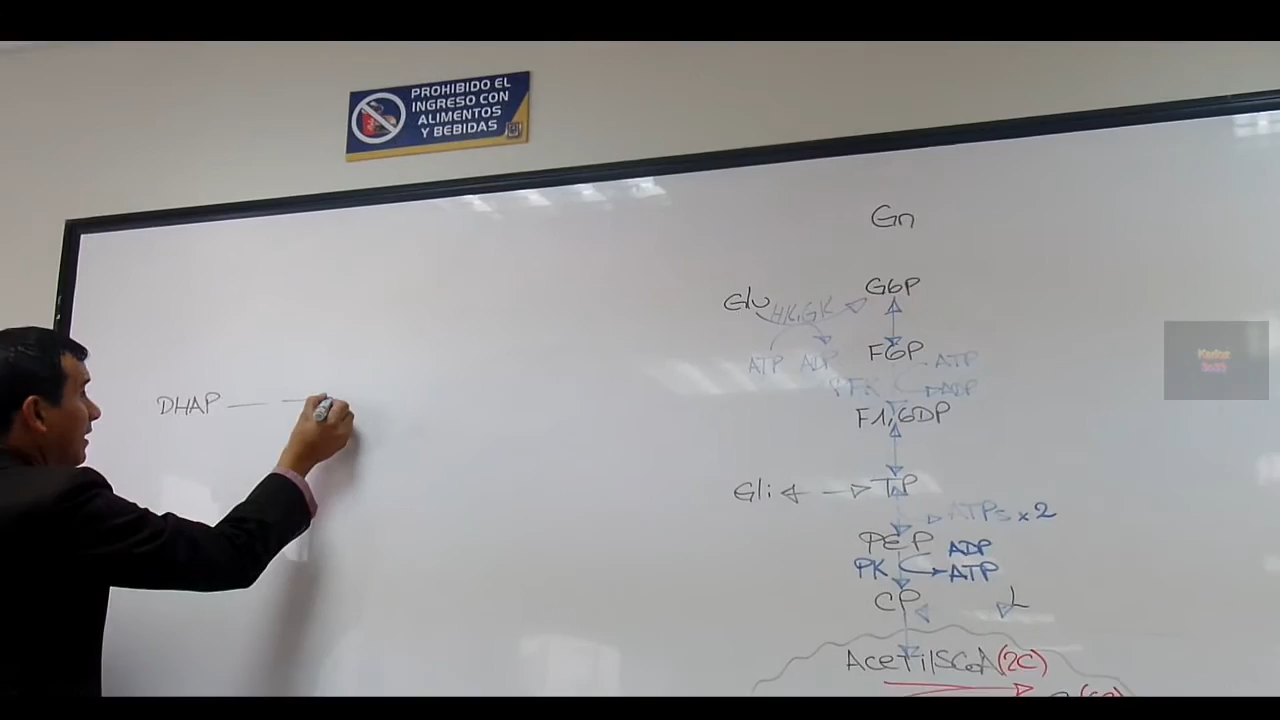 PROHIBIDO EL
INGRESO CON
ALIMENTOS
Y BEBIDAS
Gn
G6P
Glu
HK,GK
ATP ADP
F6P
ATP
PFK
ADP
F1,6DP
Gli
TP
ATPs x2
PEP
ADP
PK
ATP
CP
L
AcetilSCoA(2C)
DHAP